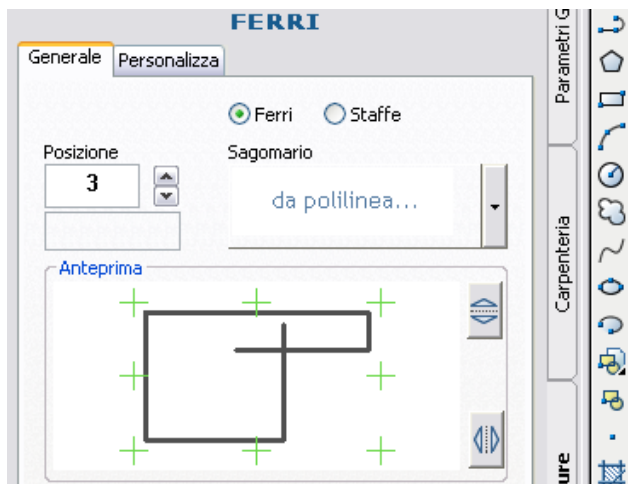 FERRI
Generale
Personalizza
Ferri
Staffe
Posizione
3
Sagomario
da polilinea...
Anteprima
Parametri G
Carpenteria
ure